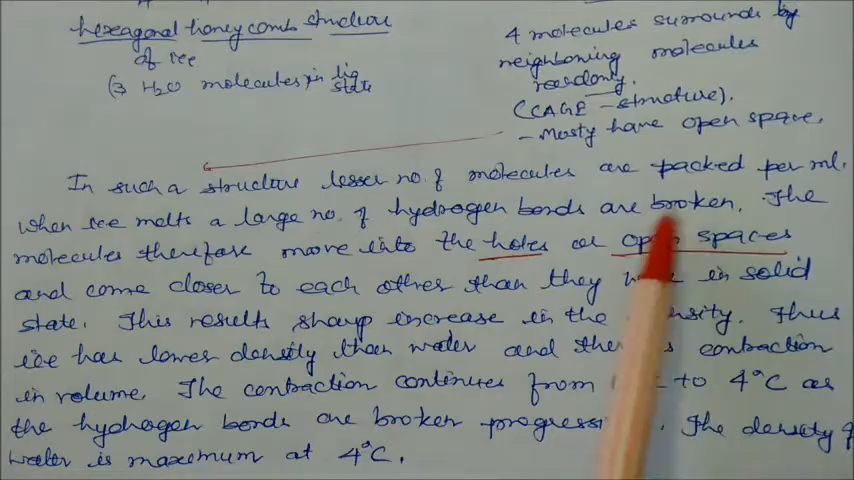 hexagonal honey comb structure
of ice
(3 H2O molecules) in liq
state
4 molecules surrounds by
neighboring molecules
randomly.
(CAGE - structure).
- Mostly have open space.
In such a structure lesser no. of molecules are packed per ml.
when ice melts a large no. of hydrogen bonds are broken. The
molecules therefore move into the holes or open spaces
and come closer to each other than they in solid
state. This results sharp increase in the density. Thus
ice has lower density than water and there is contraction
in volume. The contraction continues from to 4°C as
the hydrogen bonds are broken The density of
water is maximum at 4°C.